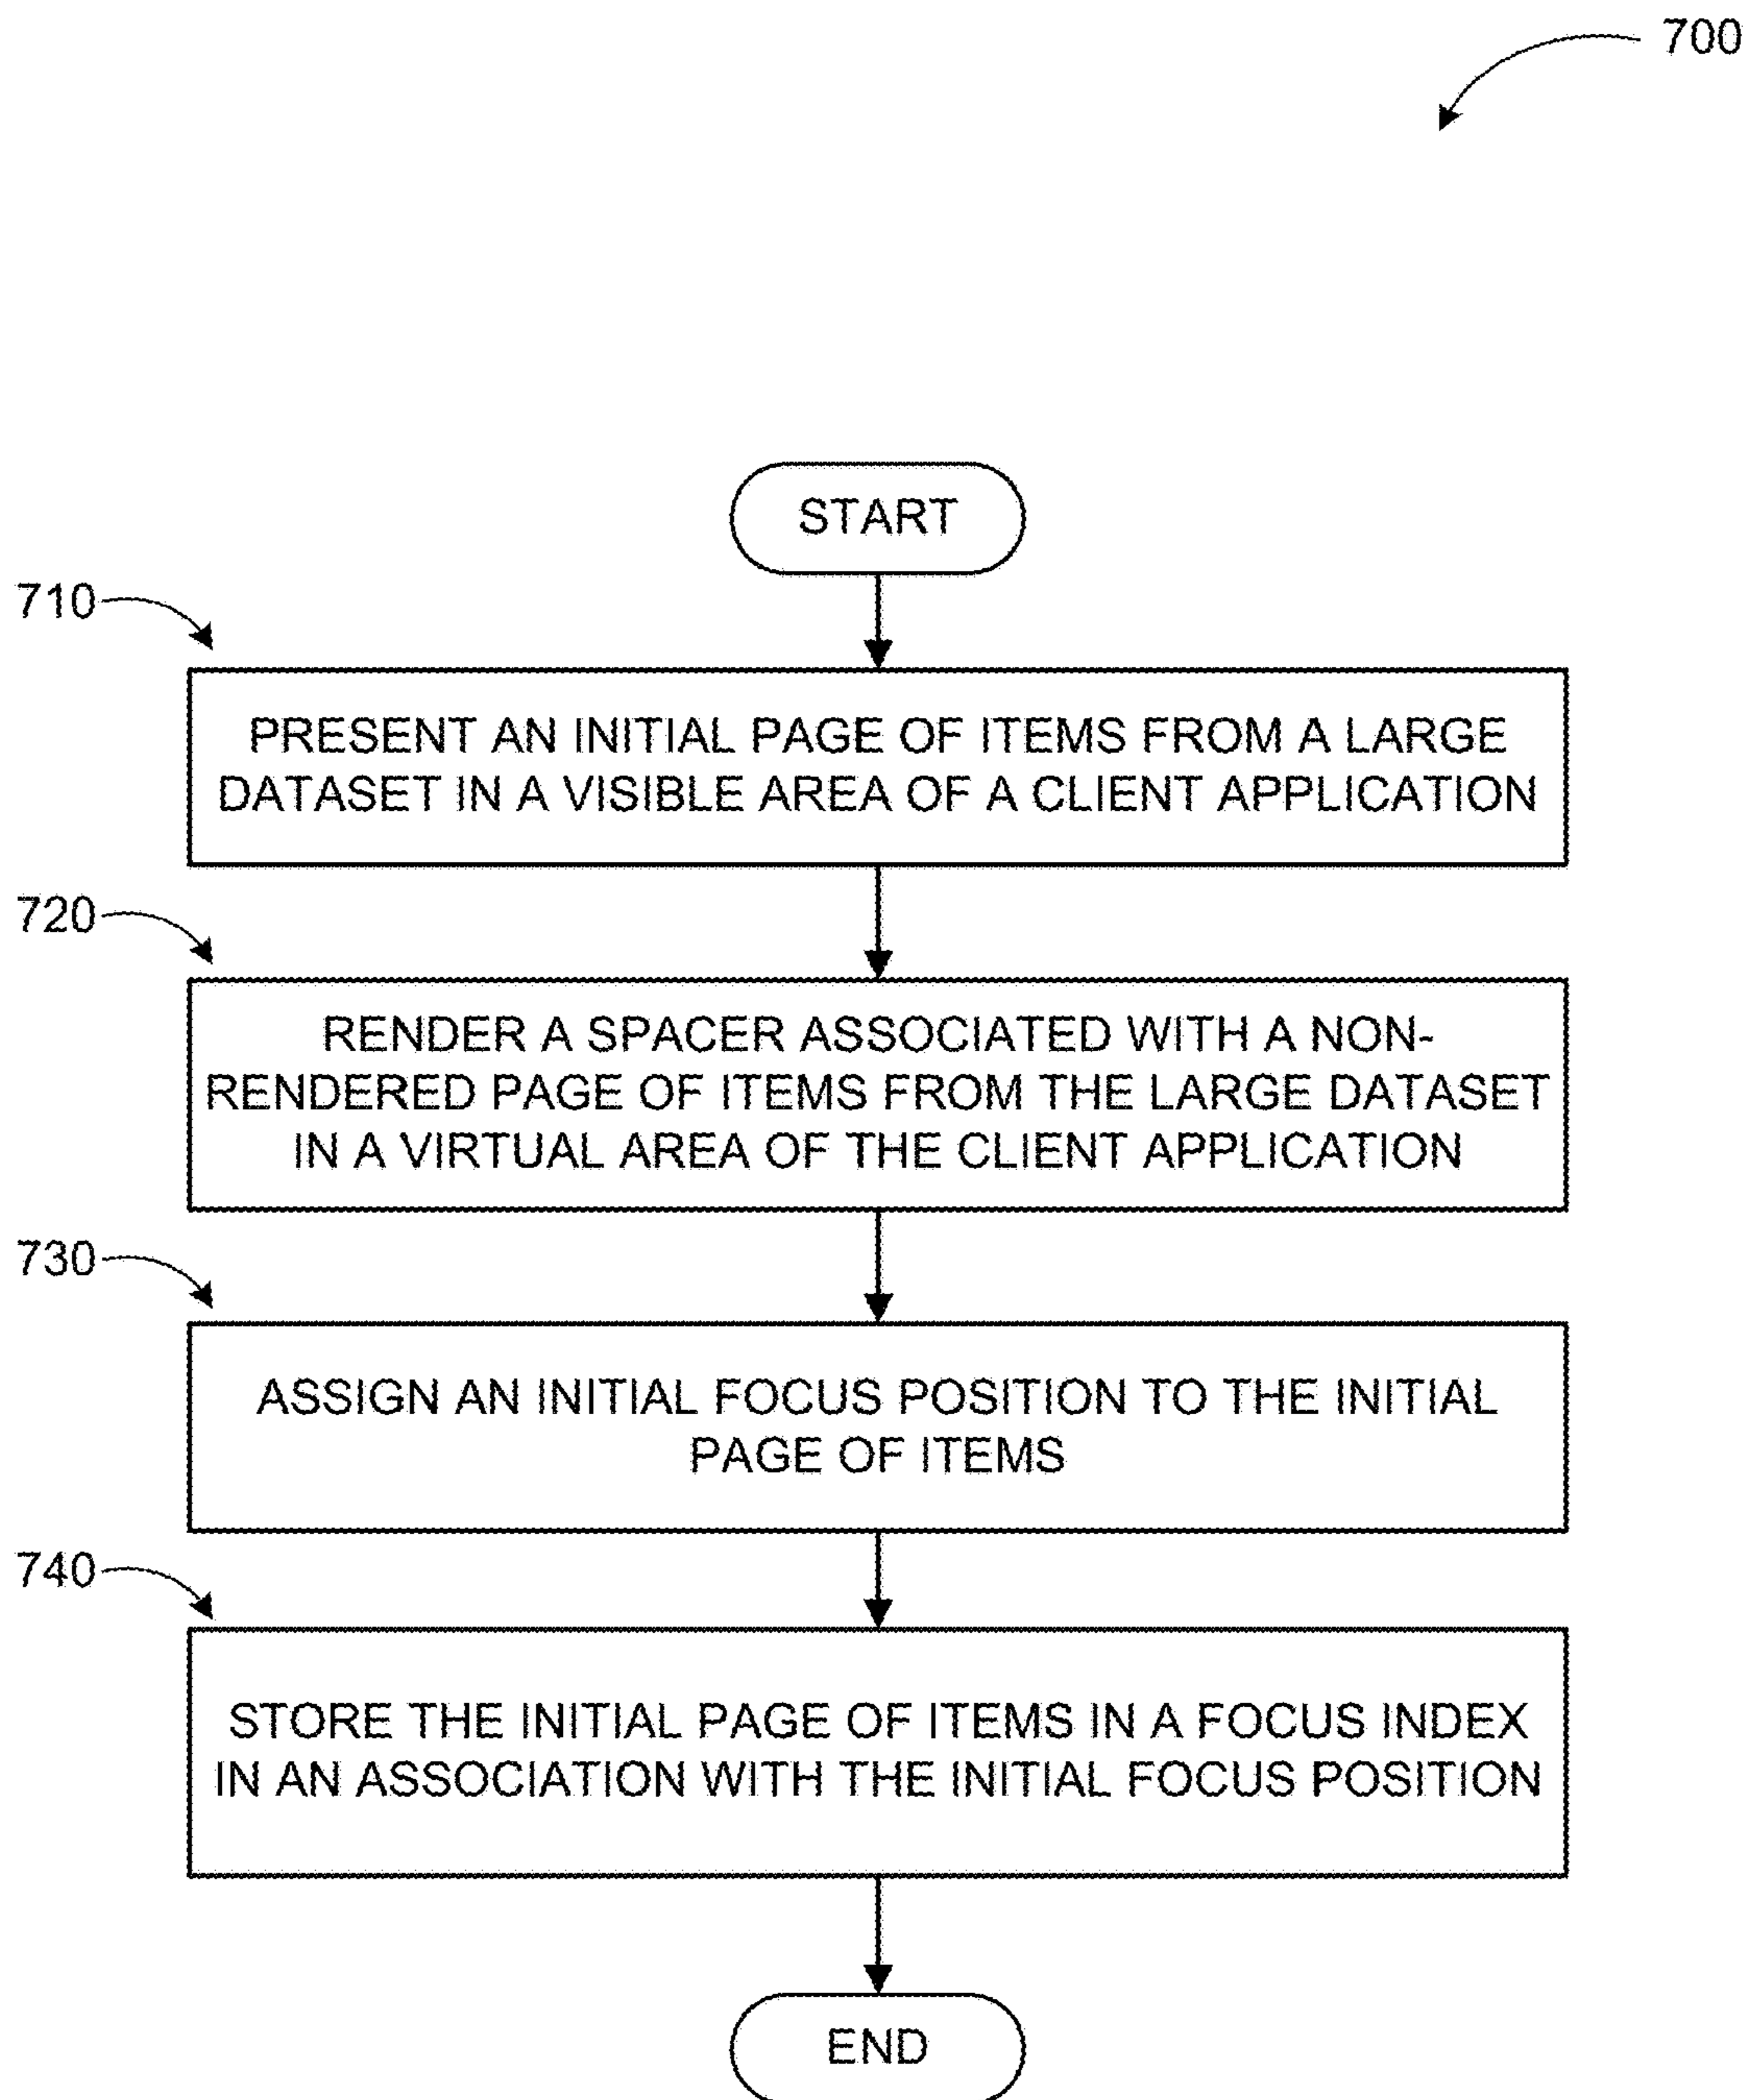 700
START
710
PRESENT AN INITIAL PAGE OF ITEMS FROM A LARGE
DATASET IN A VISIBLE AREA OF A CLIENT APPLICATION
720
RENDER A SPACER ASSOCIATED WITH A NON-
RENDERED PAGE OF ITEMS FROM THE LARGE DATASET
IN A VIRTUAL AREA OF THE CLIENT APPLICATION
730
ASSIGN AN INITIAL FOCUS POSITION TO THE INITIAL
PAGE OF ITEMS
740
STORE THE INITIAL PAGE OF ITEMS IN A FOCUS INDEX
IN AN ASSOCIATION WITH THE INITIAL FOCUS POSITION
END